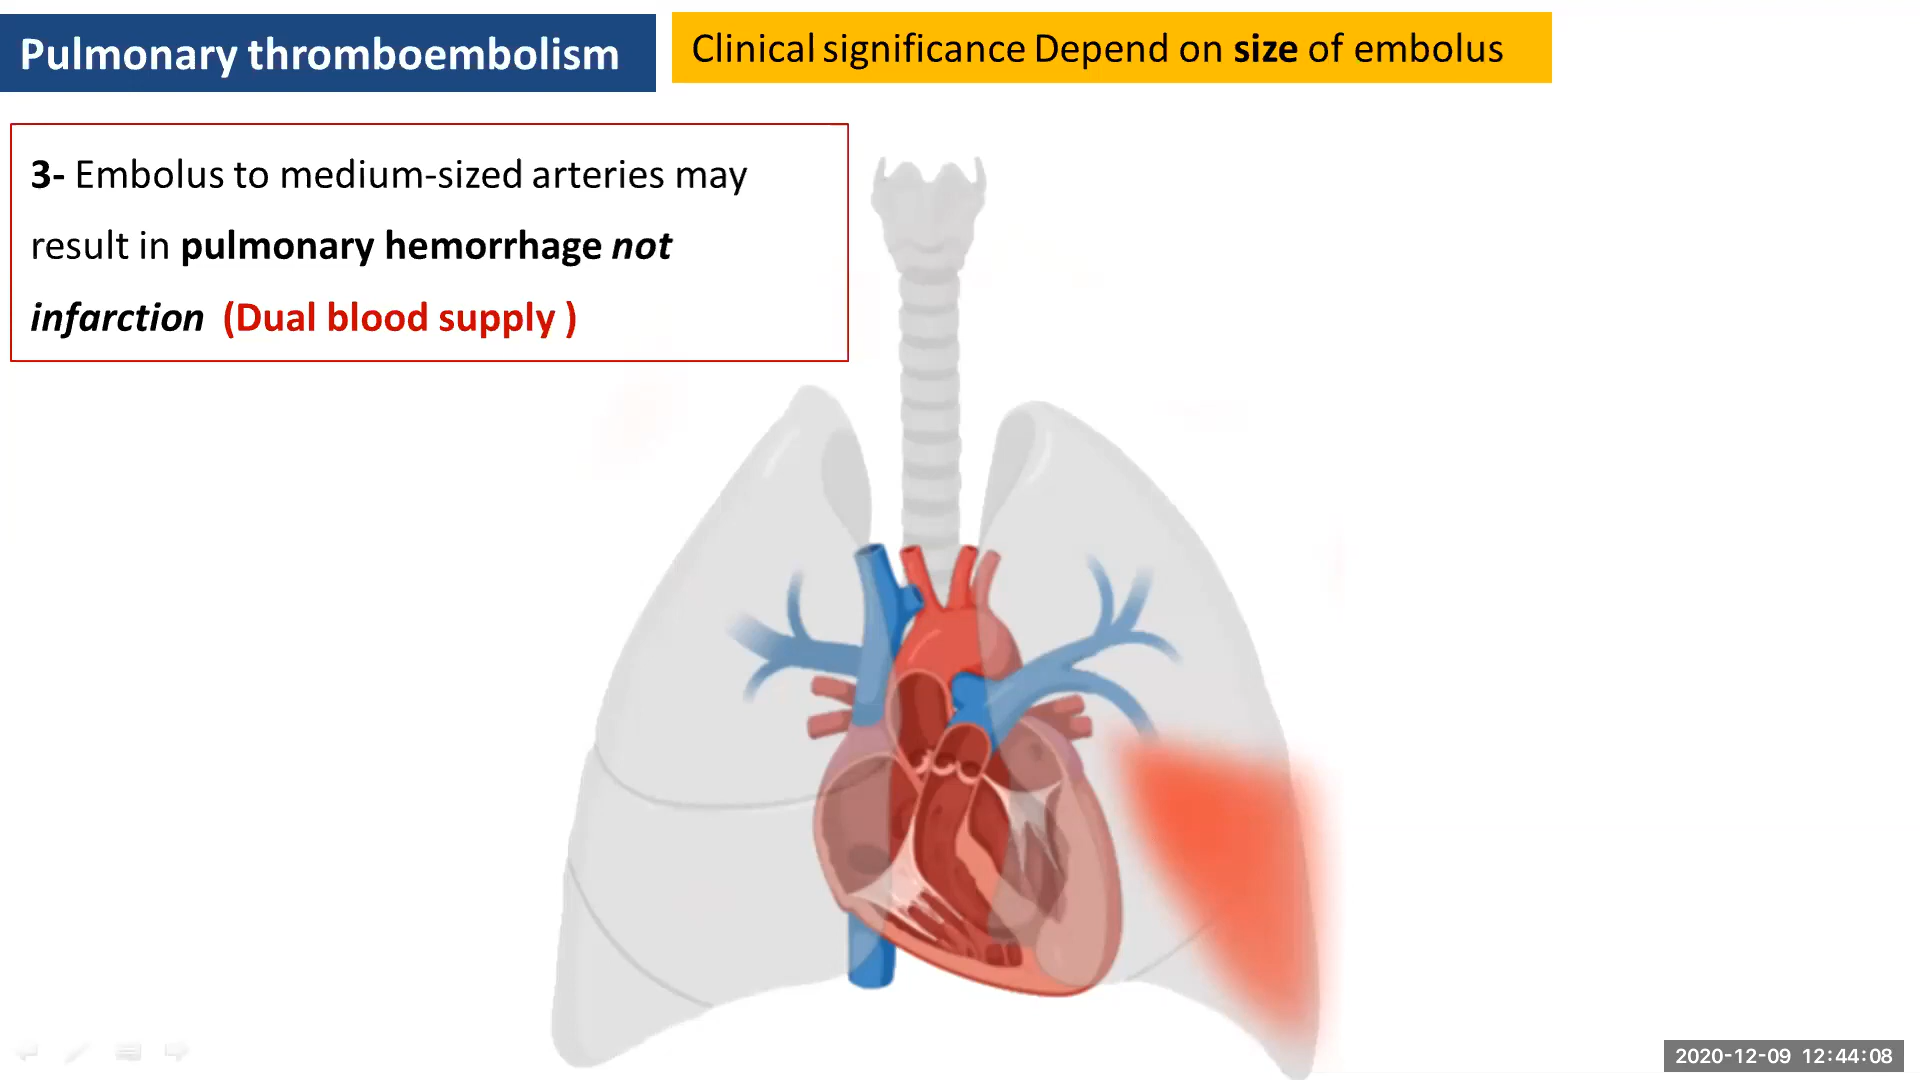 Pulmonary thromboembolism
Clinical significance Depend on size of embolus
3- Embolus to medium-sized arteries may
result in pulmonary hemorrhage not
infarction (Dual blood supply )
2020-12-09 12:44:08